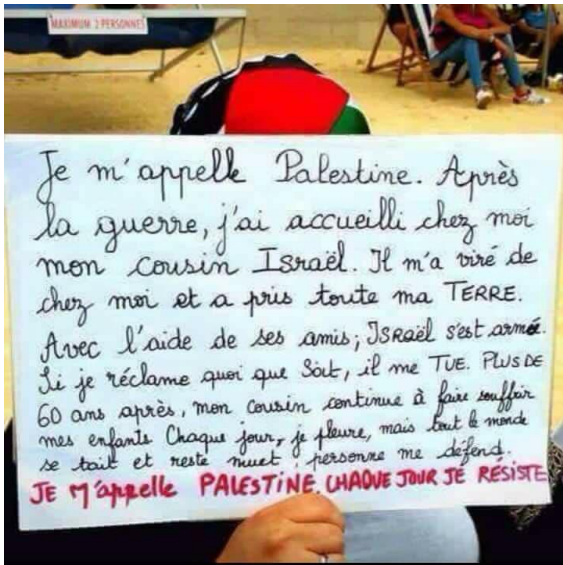 MAXIMUM 2 PERSONNES
Je m'appelle Palestine. Après
la guerre, j'ai accueilli chez moi
mon cousin Israël. Il m'a viré de
chez moi et a pris toute ma TERRE.
Avec l'aide de ses amis; ISRaël s'est armée.
Si je réclame quoi que Soit, il me TUE. PLUS DE
60 ans après, mon cousin continue à faire souffrir
mes enfants Chaque jour, je pleure, mais tout le monde
se tait et reste muet, personne me défend.
JE M'appelle PALESTINE. CHAQUE JOUR JE RÉSISTE